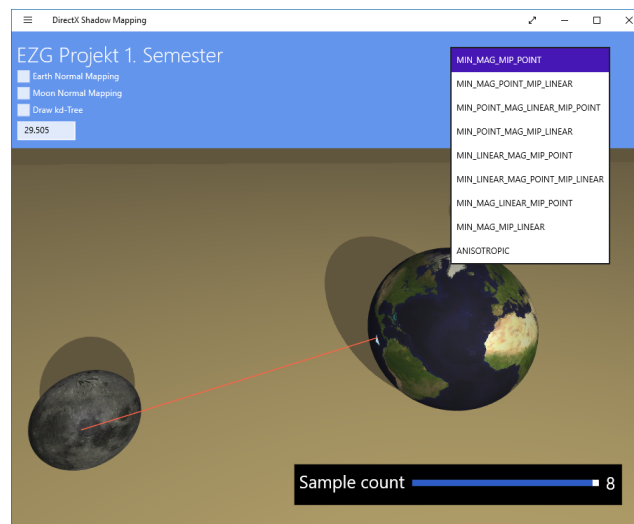 DirectX Shadow Mapping
EZG Projekt 1. Semester
Earth Normal Mapping
Moon Normal Mapping
Draw kd-Tree
29.505
MIN_MAG_MIP_POINT
MIN_MAG_POINT_MIP_LINEAR
MIN_POINT_MAG_LINEAR_MIP_POINT
MIN_POINT_MAG_MIP_LINEAR
MIN_LINEAR_MAG_MIP_POINT
MIN_LINEAR_MAG_POINT_MIP_LINEAR
MIN_MAG_LINEAR_MIP_POINT
MIN_MAG_MIP_LINEAR
ANISOTROPIC
Sample count 8